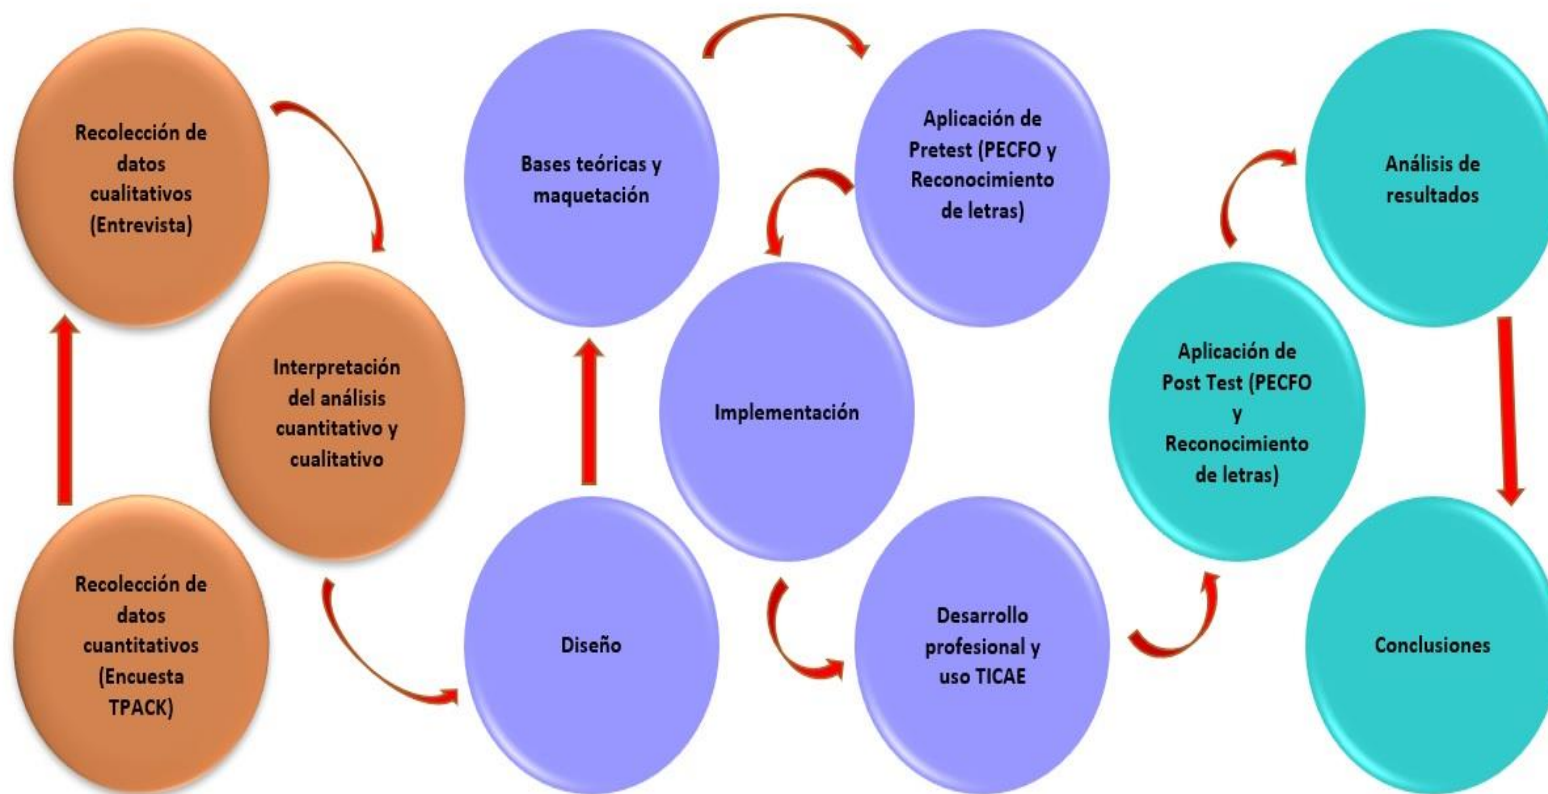 Recolección de
datos
cualitativos
(Entrevista)
Interpretación
del análisis
cuantitativo y
cualitativo
Recolección de
datos
cuantitativos
(Encuesta
TPACK)
Bases teóricas y
maquetación
Diseño
Aplicación de
Pretest (PECFO y
Reconocimiento
de letras)
Implementación
Desarrollo
profesional y
uso TICAE
Aplicación de
Post Test (PECFO
y
Reconocimiento
de letras)
Análisis de
resultados
Conclusiones